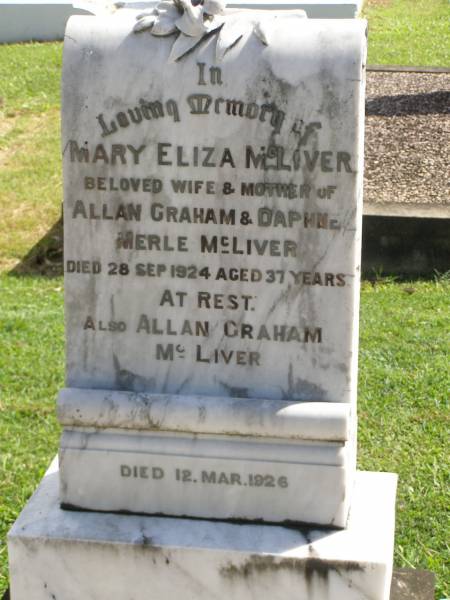 In
Loving Memory of
MARY ELIZA McLIVER
BELOVED WIFE & MOTHER OF
ALLAN GRAHAM & DAPHNE
MERLE McLIVER
DIED 28 SEP 1924 AGED 37 YEARS
AT REST.
ALSO ALLAN GRAHAM
Mc LIVER
DIED 12. MAR. 1926